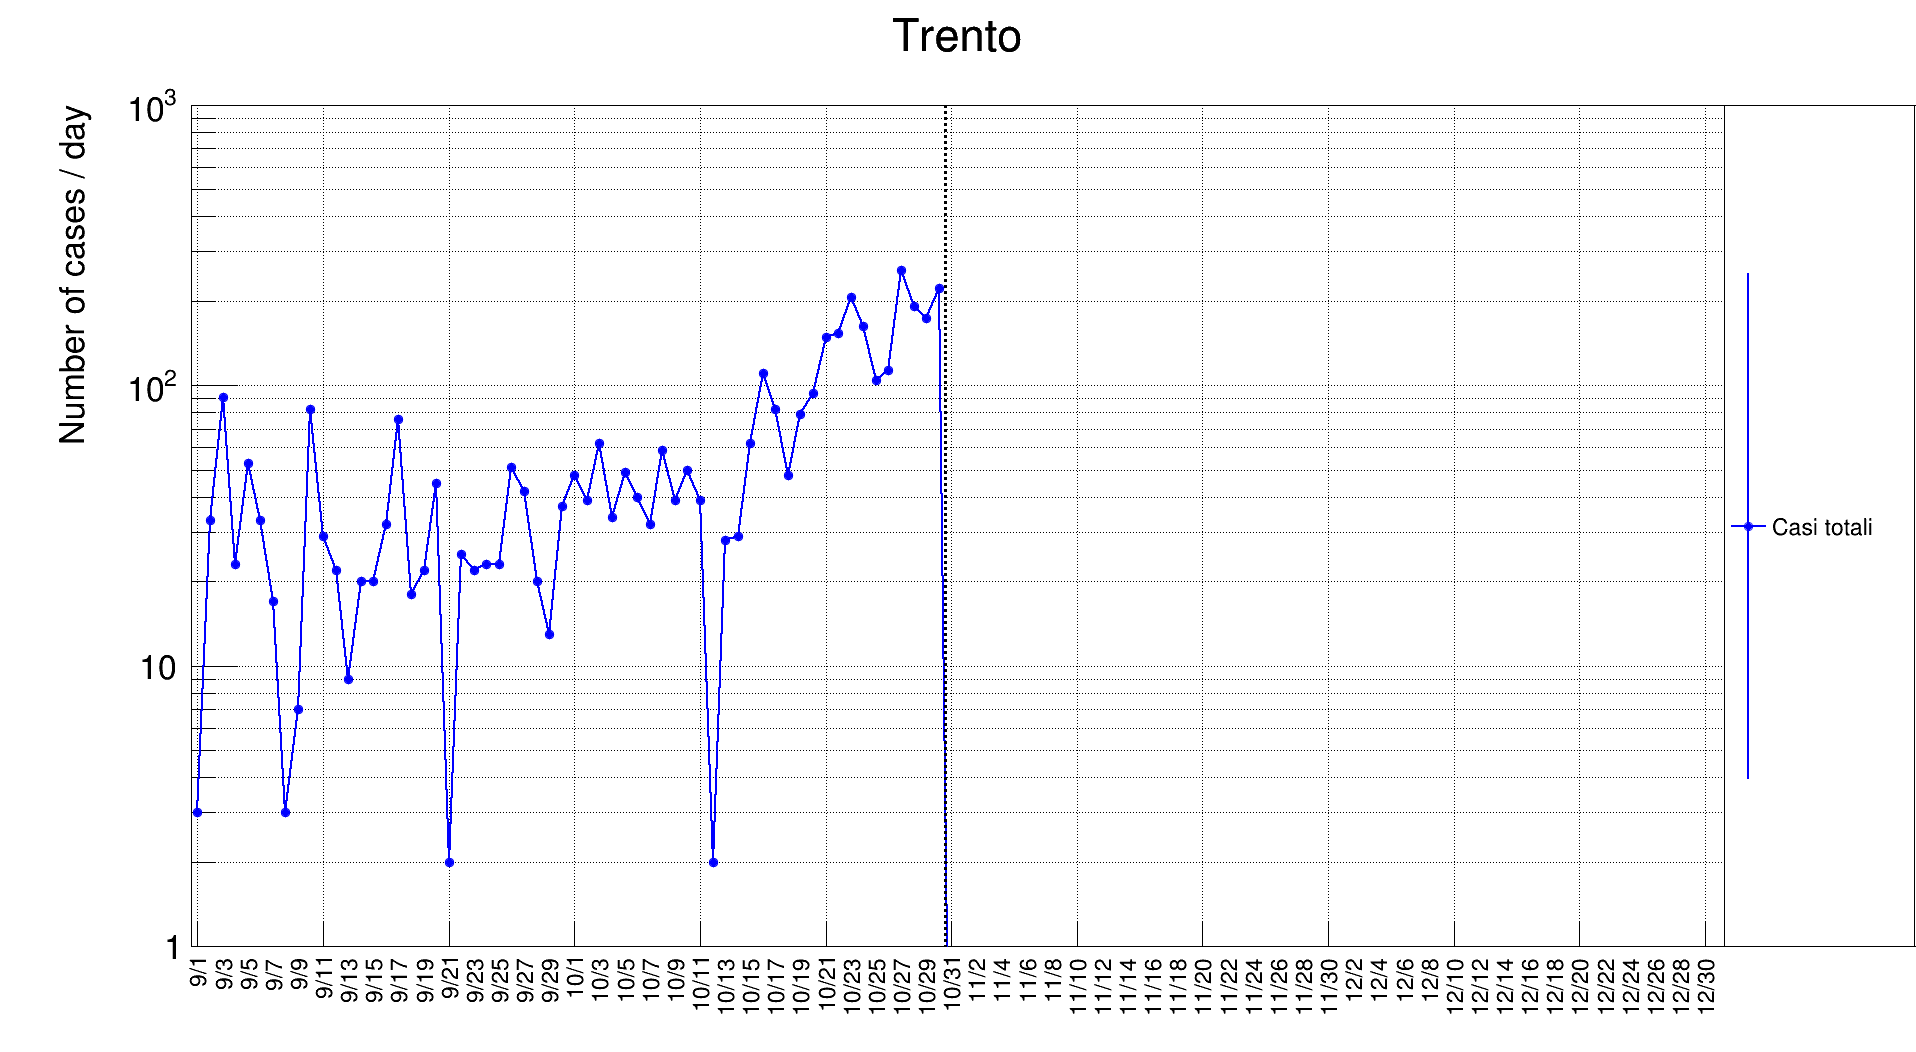 Trento
Number of cases / day
10³
10²
10
1
9/1 9/3 9/5 9/7 9/9 9/11 9/13 9/15 9/17 9/19 9/21 9/23 9/25 9/27 9/29 10/1 10/3 10/5 10/7 10/9 10/11 10/13 10/15 10/17 10/19 10/21 10/23 10/25 10/27 10/29 10/31 11/2 11/4 11/6 11/8 11/10 11/12 11/14 11/16 11/18 11/20 11/22 11/24 11/26 11/28 11/30 12/2 12/4 12/6 12/8 12/10 12/12 12/14 12/16 12/18 12/20 12/22 12/24 12/26 12/28 12/30
Casi totali